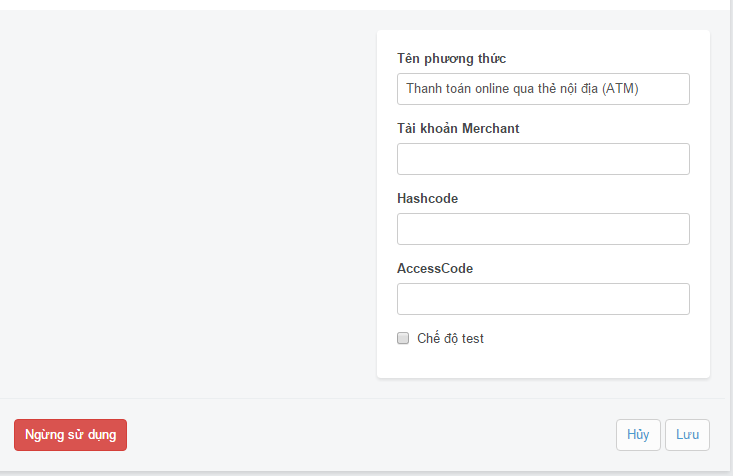 Tên phương thức
Thanh toán online qua thẻ nội địa (ATM)
Tài khoản Merchant
Hashcode
AccessCode
Chế độ test
Ngừng sử dụng
Hủy
Lưu